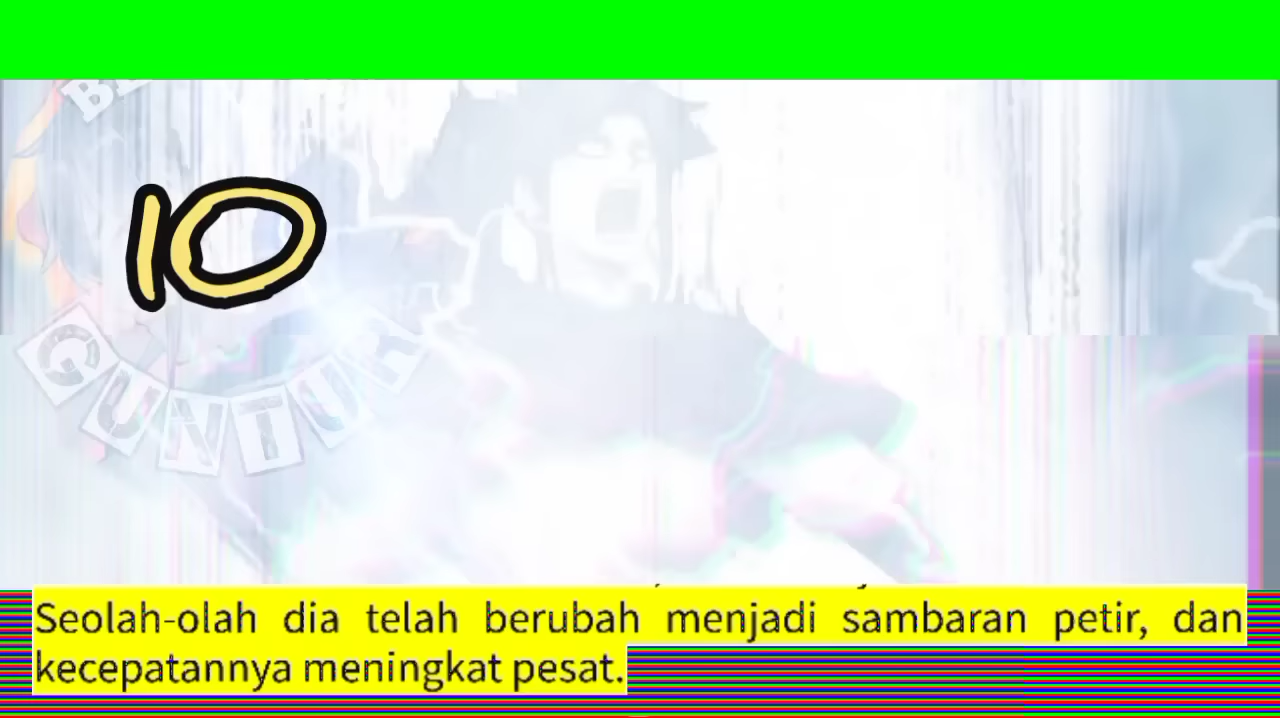 10
GUNTUR
Seolah-olah dia telah berubah menjadi sambaran petir, dan
kecepatannya meningkat pesat.